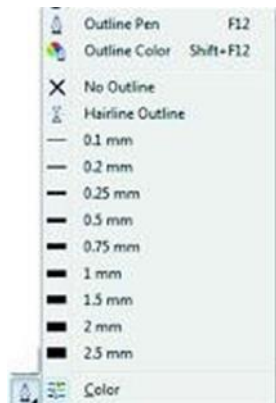 Outline Pen F12
Outline Color Shift+F12
No Outline
Hairline Outline
0.1 mm
0.2 mm
0.25 mm
0.5 mm
0.75 mm
1 mm
1.5 mm
2 mm
2.5 mm
Color